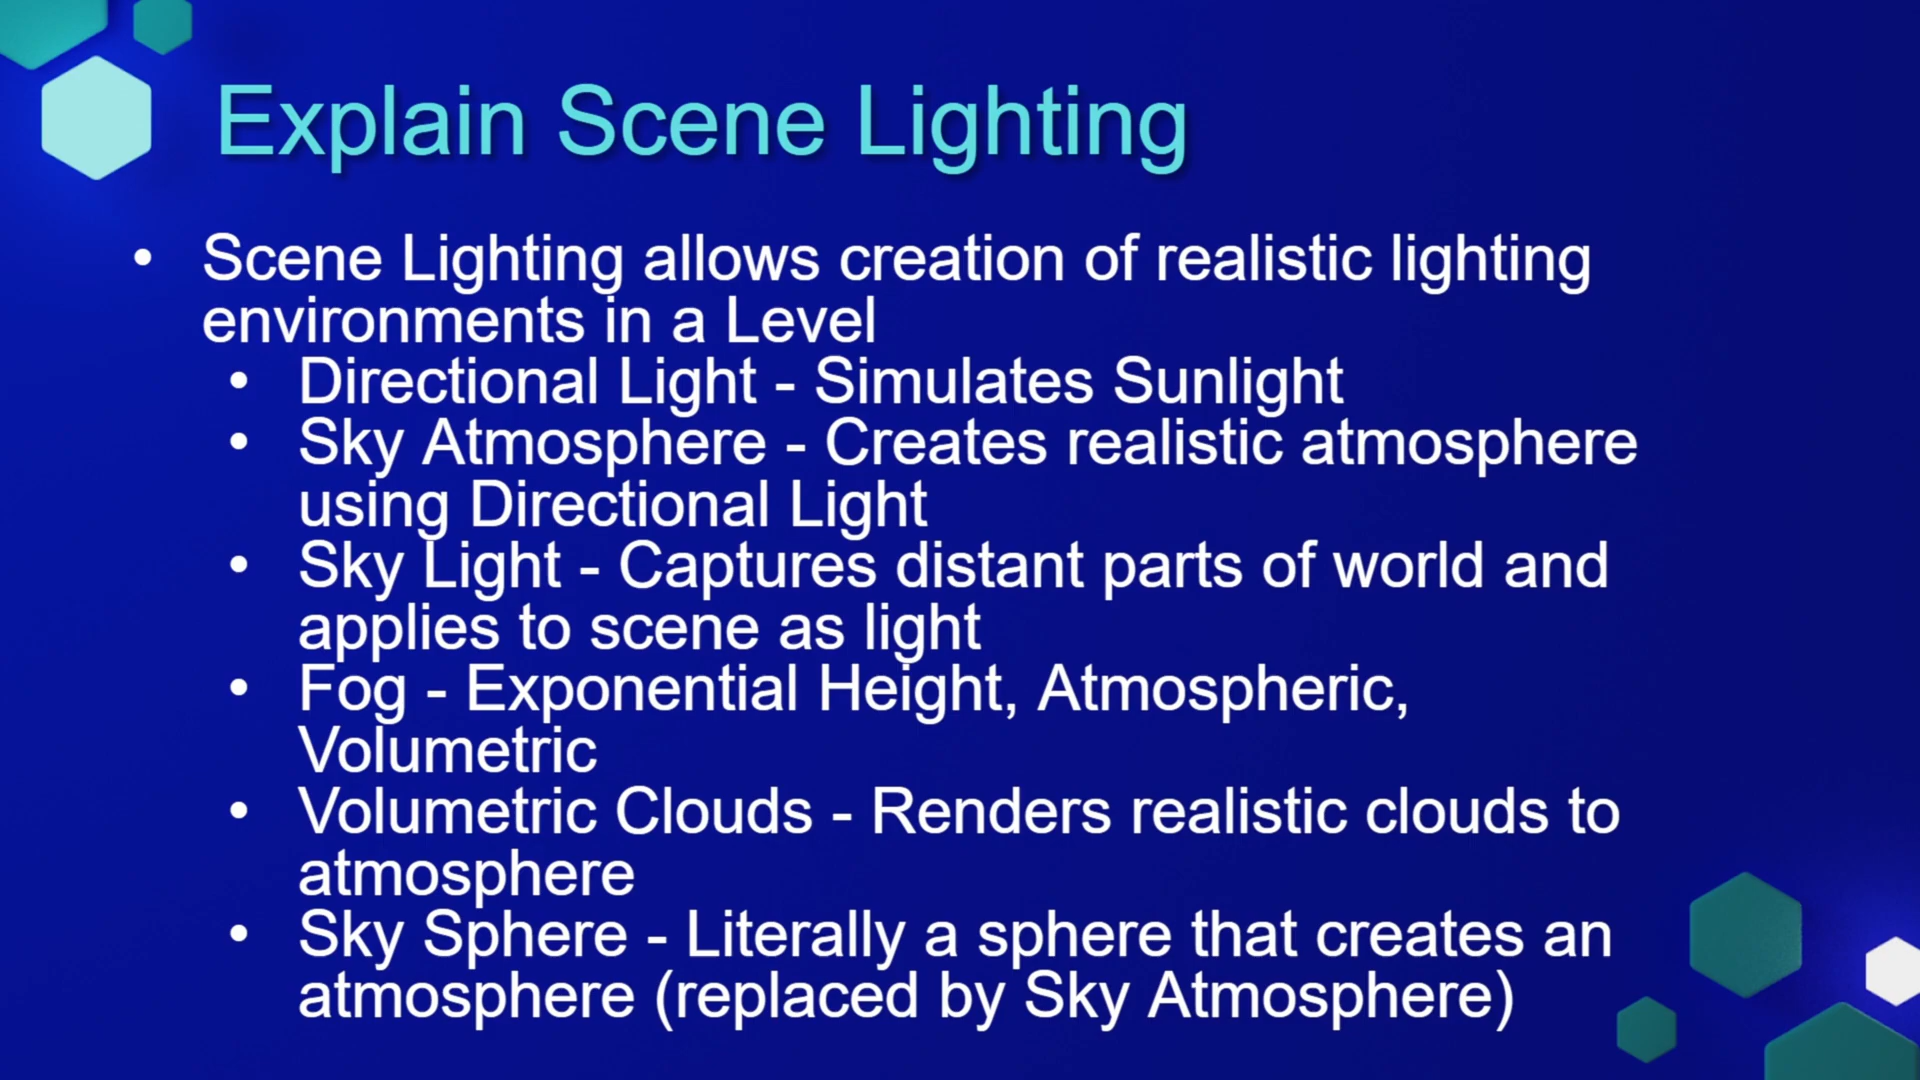 Explain Scene Lighting
• Scene Lighting allows creation of realistic lighting
environments in a Level
• Directional Light - Simulates Sunlight
• Sky Atmosphere - Creates realistic atmosphere
using Directional Light
• Sky Light - Captures distant parts of world and
applies to scene as light
• Fog - Exponential Height, Atmospheric,
Volumetric
• Volumetric Clouds - Renders realistic clouds to
atmosphere
• Sky Sphere - Literally a sphere that creates an
atmosphere (replaced by Sky Atmosphere)